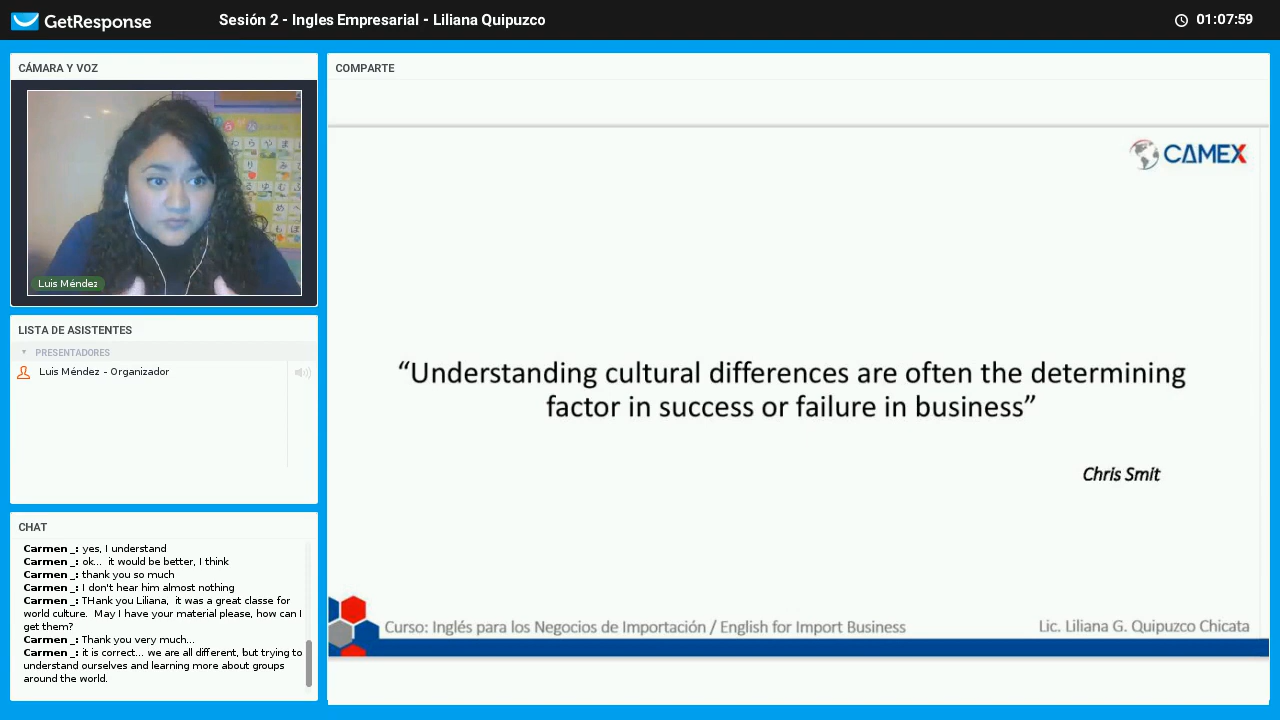 GetResponse
Sesión 2 - Ingles Empresarial - Liliana Quipuzco
01:07:59
CÁMARA Y VOZ
Luis Méndez
LISTA DE ASISTENTES
PRESENTADORES
Luis Méndez - Organizador
CHAT
Carmen _: yes, I understand
Carmen _: ok... it would be better, I think
Carmen _: thank you so much
Carmen _: I don't hear him almost nothing
Carmen _: THank you Liliana, it was a great classe for
world culture. May I have your material please, how can I
get them?
Carmen _: Thank you very much...
Carmen _: it is correct... we are all different, but trying to
understand ourselves and learning more about groups
around the world.
COMPARTE
CAMEX
“Understanding cultural differences are often the determining
factor in success or failure in business”
Chris Smit
Curso: Inglés para los Negocios de Importación / English for Import Business
Lic. Liliana G. Quipuzco Chicata